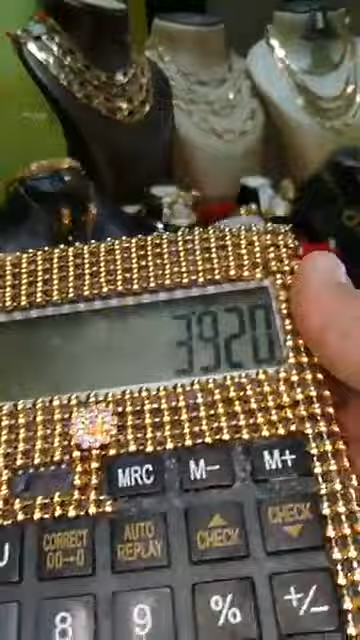 3920
MRC M- M+
CORRECT 00→0 AUTO REPLAY ▲ CHECK CHECK ▼
8 9 % +/-